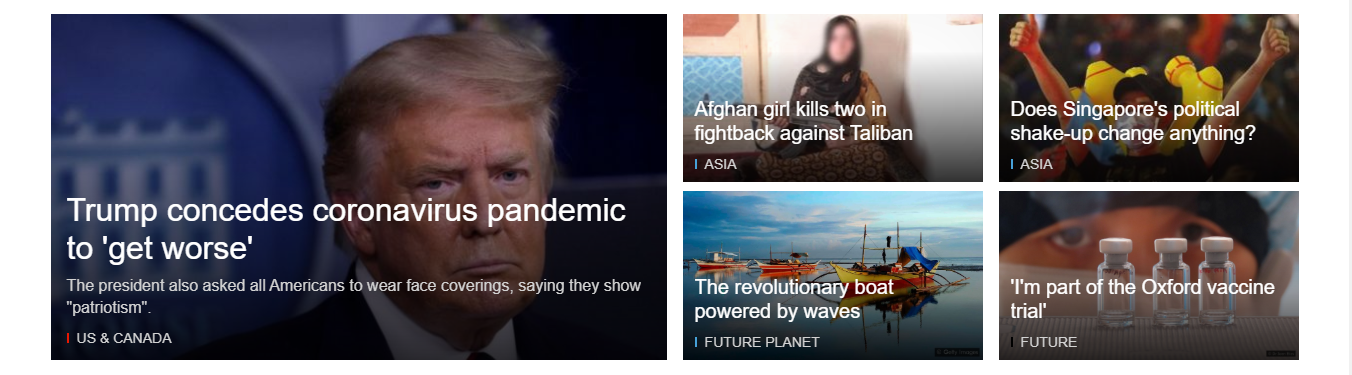 Trump concedes coronavirus pandemic
to 'get worse'
The president also asked all Americans to wear face coverings, saying they show
"patriotism".
US & CANADA
Afghan girl kills two in
fightback against Taliban
ASIA
Does Singapore's political
shake-up change anything?
ASIA
The revolutionary boat
powered by waves
FUTURE PLANET
'I'm part of the Oxford vaccine
trial'
FUTURE